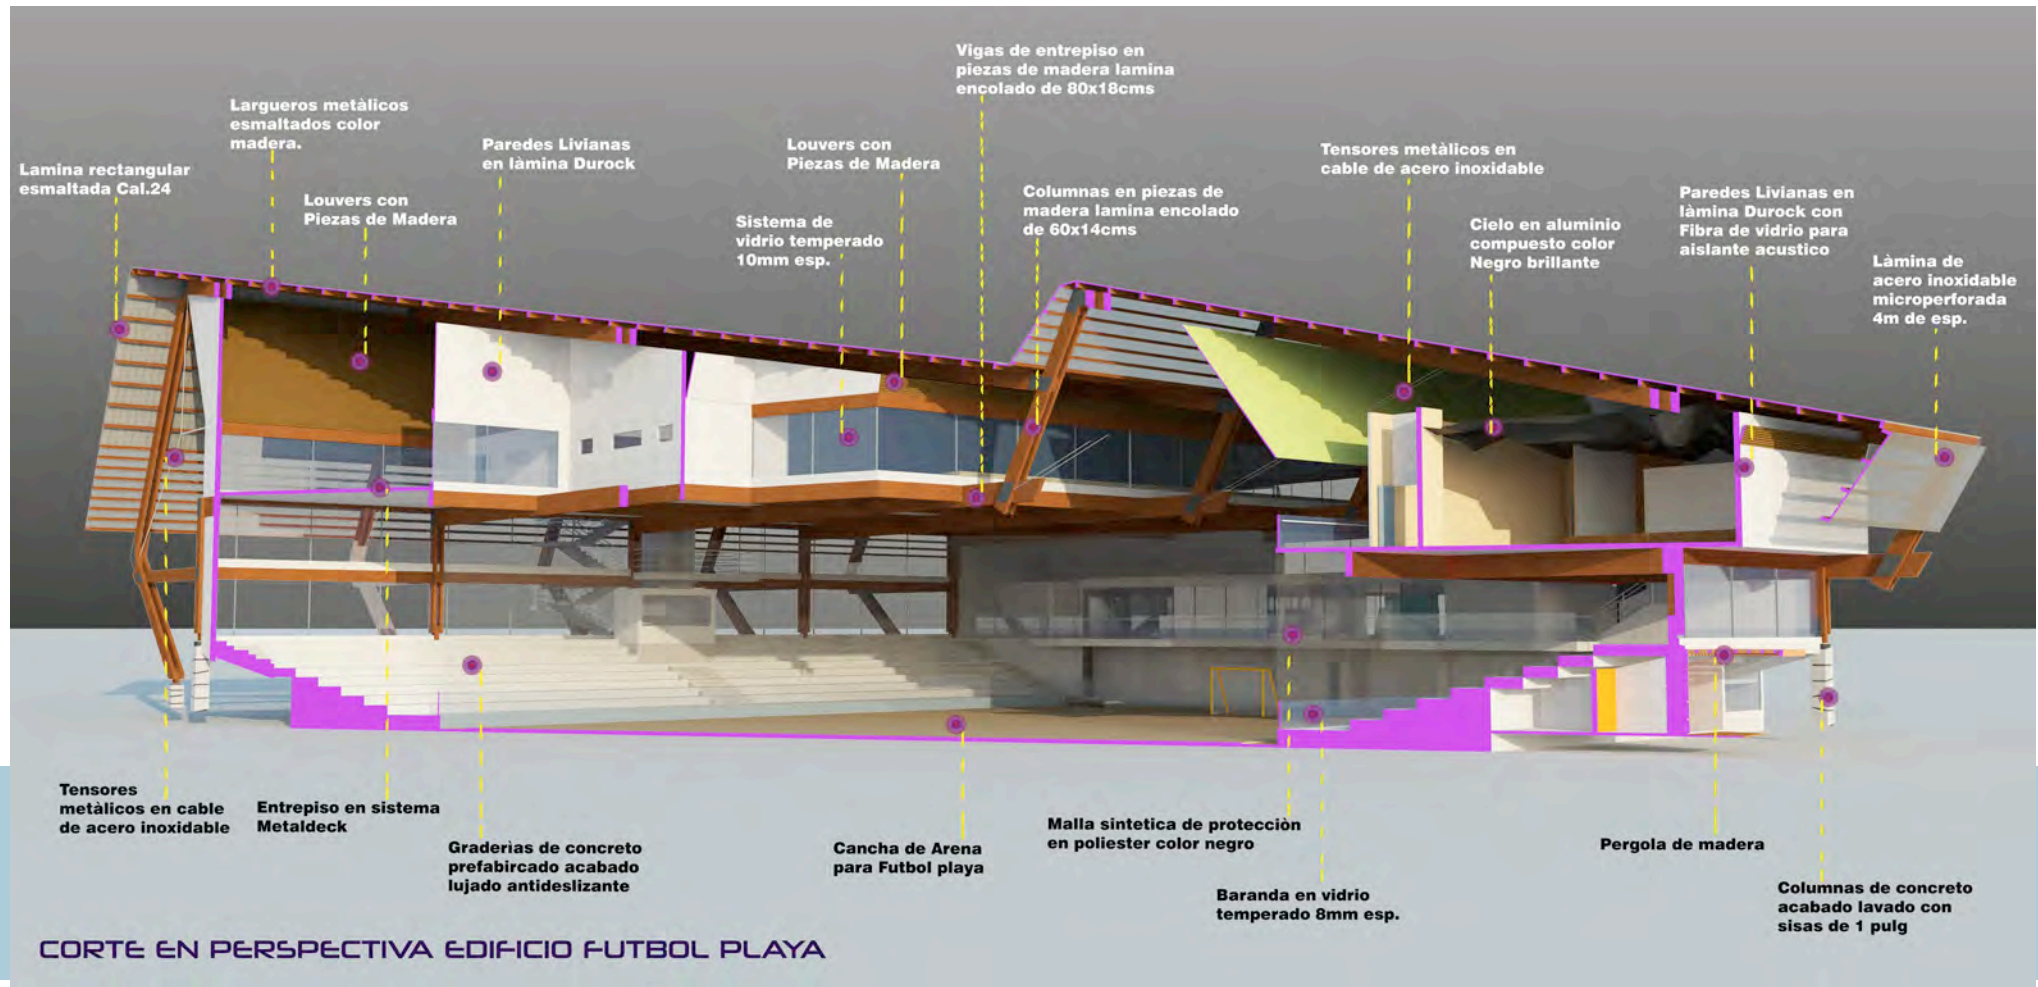 Vigas de entrepiso en
piezas de madera lamina
encolado de 80x18cms
Largueros metàlicos
esmaltados color
madera.
Paredes Livianas
en làmina Durock
Louvers con
Piezas de Madera
Tensores metàlicos en
cable de acero inoxidable
Lamina rectangular
esmaltada Cal.24
Louvers con
Piezas de Madera
Sistema de
vidrio temperado
10mm esp.
Columnas en piezas de
madera lamina encolado
de 60x14cms
Cielo en aluminio
compuesto color
Negro brillante
Paredes Livianas en
làmina Durock con
Fibra de vidrio para
aislante acustico
Làmina de
acero inoxidable
microperforada
4m de esp.
Tensores
metàlicos en cable
de acero inoxidable
Entrepiso en sistema
Metaldeck
Graderìas de concreto
prefabircado acabado
lujado antideslizante
Cancha de Arena
para Futbol playa
Malla sintetica de protecciòn
en poliester color negro
Baranda en vidrio
temperado 8mm esp.
Pergola de madera
Columnas de concreto
acabado lavado con
sisas de 1 pulg
CORTE EN PERSPECTIVA EDIFICIO FUTBOL PLAYA